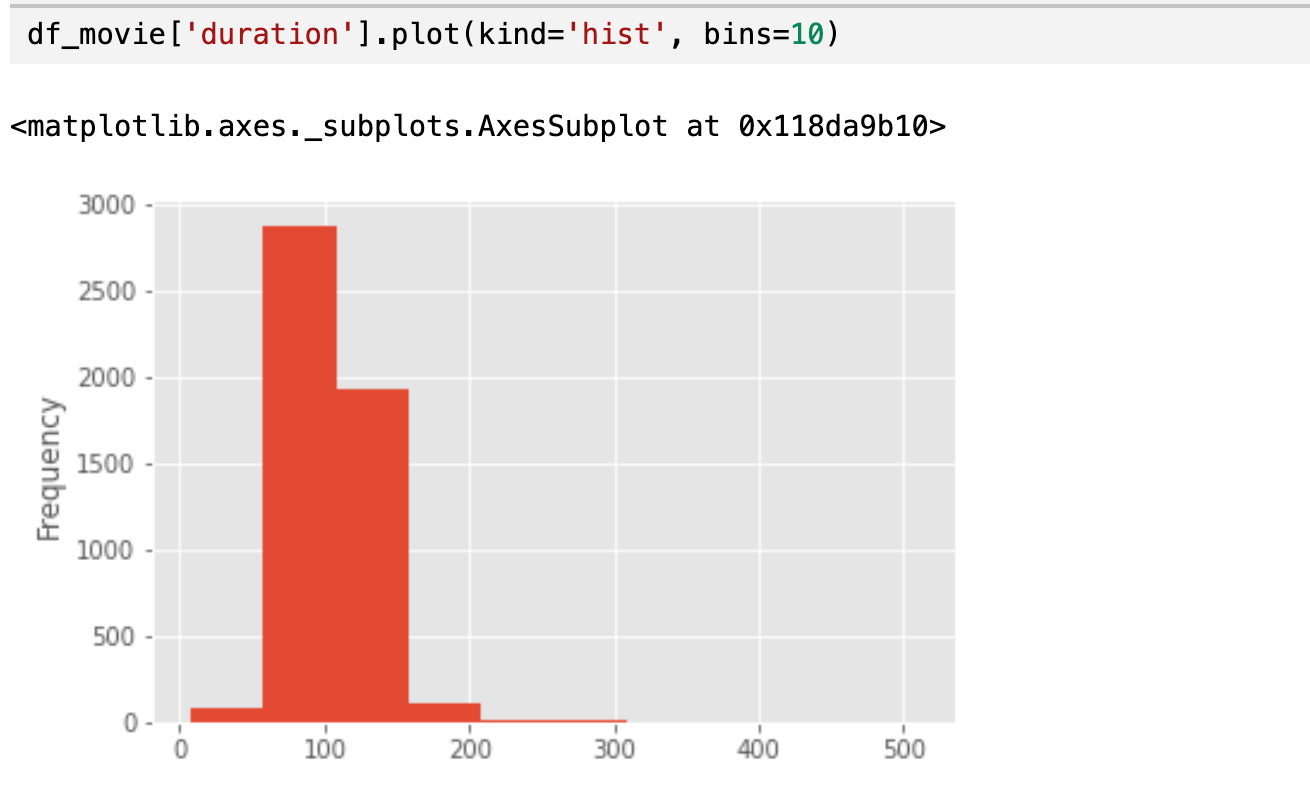 df_movie['duration'].plot(kind='hist', bins=10)
<matplotlib.axes._subplots.AxesSubplot at 0x118da9b10>
3000
2500
2000
1500
1000
500
0
Frequency
0 100 200 300 400 500